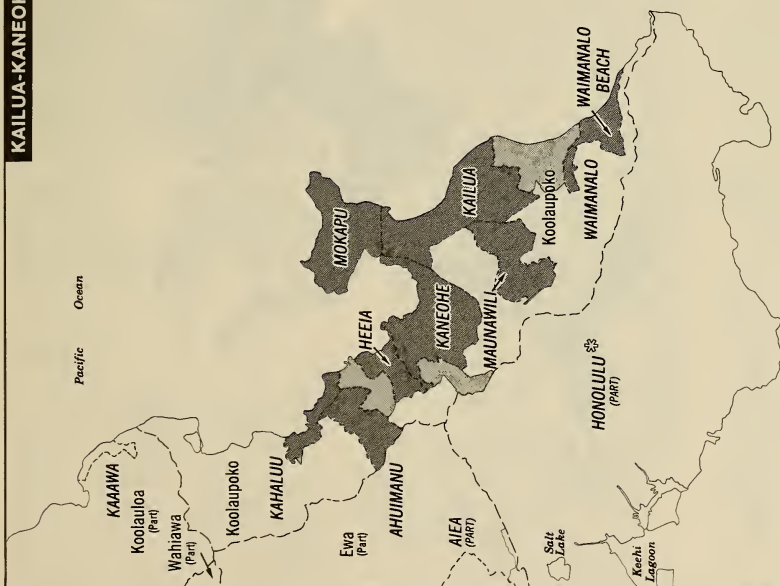 KAILUA-KANEOH
Pacific Ocean
KAAAWA
Koolauloa
(Part)
Wahiawa
(Part)
Koolaupoko
KAHALUU
Ewa
(Part)
AHUIMANU
AIEA
(PART)
Salt
Lake
Keehi
Lagoon
HEEIA
MOKAPU
KANEOHE
KAILUA
MAUNAWILI
Koolaupoko
WAIMANALO
WAIMANALO
BEACH
HONOLULU
(PART)